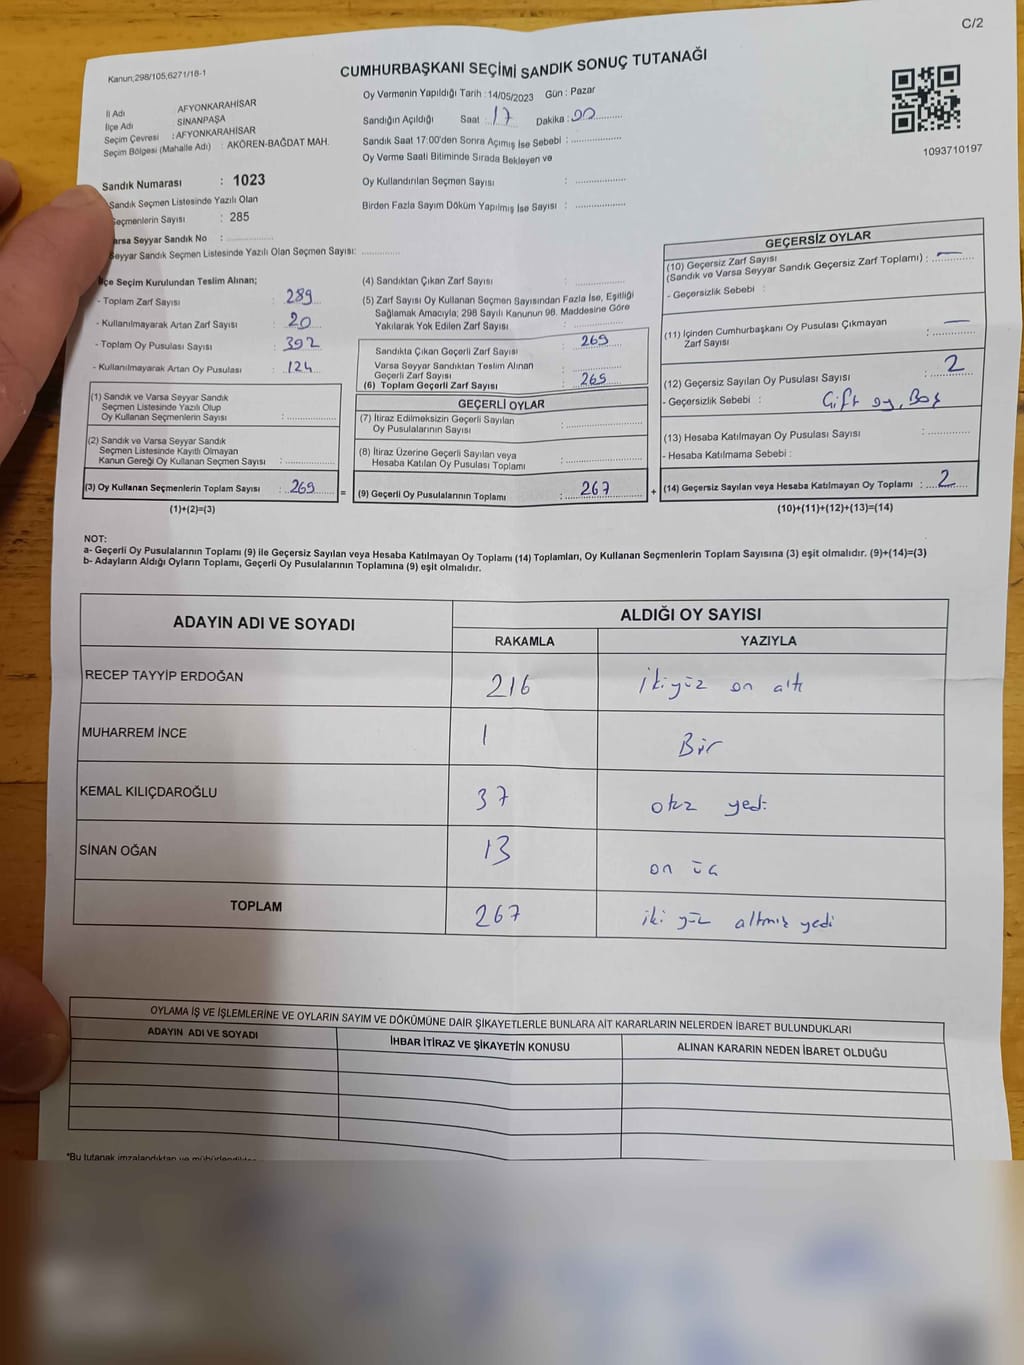 C/2
Kanun;298/105,6271/18-1
CUMHURBAŞKANI SEÇİMİ SANDIK SONUÇ TUTANAĞI
İl Adı AFYONKARAHİSAR
İlçe Adı : SİNANPAŞA
Seçim Çevresi : AFYONKARAHİSAR
Seçim Bölgesi (Mahalle Adı) : AKÖREN-BAĞDAT MAH.
Sandık Numarası : 1023
Sandık Seçmen Listesinde Yazılı Olan
Seçmenlerin Sayısı : 285
Varsa Seyyar Sandık No :
Seyyar Sandık Seçmen Listesinde Yazılı Olan Seçmen Sayısı:
Oy Vermenin Yapıldığı Tarih : 14/05/2023 Gün : Pazar
Sandığın Açıldığı Saat : 17 Dakika : 00
Sandık Saat 17:00'den Sonra Açımış İse Sebebi :
Oy Verme Saati Bitiminde Sırada Bekleyen ve
Oy Kullandırılan Seçmen Sayısı :
Birden Fazla Sayım Döküm Yapılmış İse Sayısı :
1093710197
İlçe Seçim Kurulundan Teslim Alınan;
- Toplam Zarf Sayısı : 289
- Kullanılmayarak Artan Zarf Sayısı : 20
- Toplam Oy Pusulası Sayısı : 392
- Kullanılmayarak Artan Oy Pusulası : 124
(1) Sandık ve Varsa Seyyar Sandık
Seçmen Listesinde Yazılı Olup
Oy Kullanan Seçmenlerin Sayısı :
(2) Sandık ve Varsa Seyyar Sandık
Seçmen Listesinde Kayıtlı Olmayan
Kanun Gereği Oy Kullanan Seçmen Sayısı :
(3) Oy Kullanan Seçmenlerin Toplam Sayısı : 269 =
(1)+(2)=(3)
(4) Sandıktan Çıkan Zarf Sayısı :
(5) Zarf Sayısı Oy Kullanan Seçmen Sayısından Fazla İse, Eşitliği
Sağlamak Amacıyla; 298 Sayılı Kanunun 98. Maddesine Göre
Yakılarak Yok Edilen Zarf Sayısı :
Sandıkta Çıkan Geçerli Zarf Sayısı : 269
Varsa Seyyar Sandıktan Teslim Alınan
Geçerli Zarf Sayısı :
(6) Toplam Geçerli Zarf Sayısı : 269
GEÇERLİ OYLAR
(7) İtiraz Edilmeksizin Geçerli Sayılan
Oy Pusulalarının Sayısı :
(8) İtiraz Üzerine Geçerli Sayılan veya
Hesaba Katılan Oy Pusulası Toplamı :
(9) Geçerli Oy Pusulalarının Toplamı : 267 +
GEÇERSİZ OYLAR
(10) Geçersiz Zarf Sayısı
(Sandık ve Varsa Seyyar Sandık Geçersiz Zarf Toplamı) : —
- Geçersizlik Sebebi :
(11) İçinden Cumhurbaşkanı Oy Pusulası Çıkmayan
Zarf Sayısı : —
(12) Geçersiz Sayılan Oy Pusulası Sayısı : 2
- Geçersizlik Sebebi : Çift oy, Boş
(13) Hesaba Katılmayan Oy Pusulası Sayısı :
- Hesaba Katılmama Sebebi :
(14) Geçersiz Sayılan veya Hesaba Katılmayan Oy Toplamı : 2
(10)+(11)+(12)+(13)=(14)
NOT:
a- Geçerli Oy Pusulalarının Toplamı (9) ile Geçersiz Sayılan veya Hesaba Katılmayan Oy Toplamı (14) Toplamları, Oy Kullanan Seçmenlerin Toplam Sayısına (3) eşit olmalıdır. (9)+(14)=(3)
b- Adayların Aldığı Oyların Toplamı, Geçerli Oy Pusulalarının Toplamına (9) eşit olmalıdır.
ADAYIN ADI VE SOYADI ALDIĞI OY SAYISI
RAKAMLA YAZIYLA
RECEP TAYYİP ERDOĞAN 216 İkiyüz on altı
MUHARREM İNCE 1 Bir
KEMAL KILIÇDAROĞLU 37 otuz yedi
SİNAN OĞAN 13 on üç
TOPLAM 267 iki yüz altmış yedi
OYLAMA İŞ VE İŞLEMLERİNE VE OYLARIN SAYIM VE DÖKÜMÜNE DAİR ŞİKAYETLERLE BUNLARA AİT KARARLARIN NELERDEN İBARET BULUNDUKLARI
ADAYIN ADI VE SOYADI İHBAR İTİRAZ VE ŞİKAYETİN KONUSU ALINAN KARARIN NEDEN İBARET OLDUĞU
*Bu tutanak imzalandıktan ve mühürlendikten